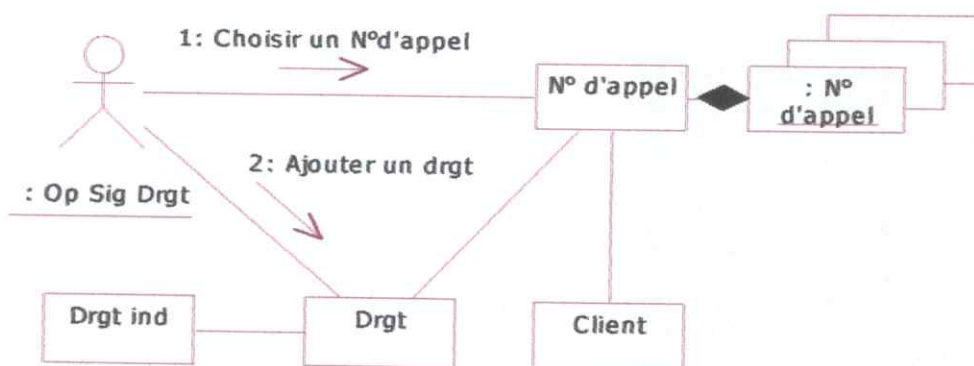 1: Choisir un N°d'appel
N° d'appel
: N°
d'appel
2: Ajouter un drgt
: Op Sig Drgt
Drgt ind
Drgt
Client